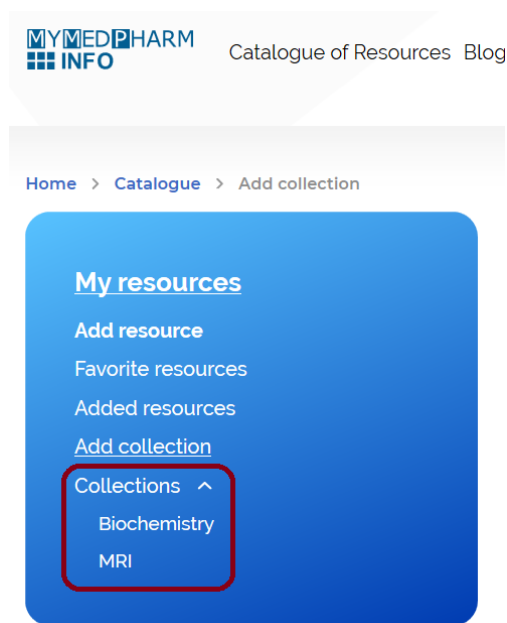 MYMEDPHARM
INFO
Catalogue of Resources Blog
Home > Catalogue > Add collection
My resources
Add resource
Favorite resources
Added resources
Add collection
Collections
Biochemistry
MRI